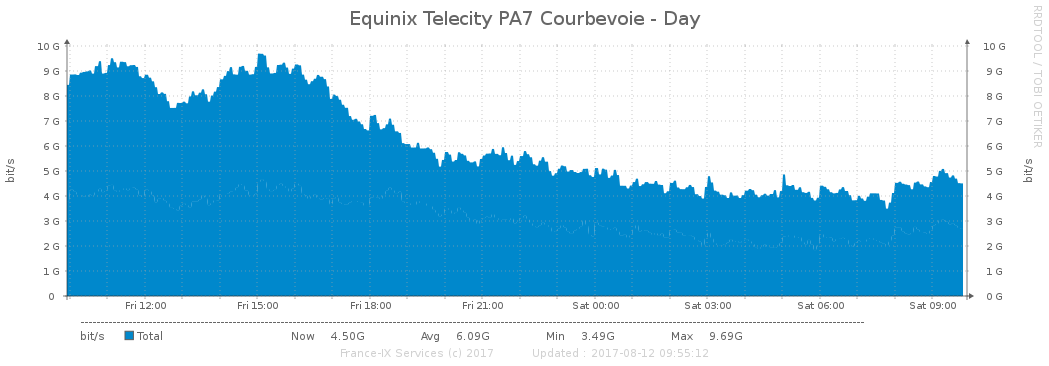 Equinix Telecity PA7 Courbevoie - Day
RRDTOOL / TOBI OETIKER
bit/s
10 G 10 G
9 G 9 G
8 G 8 G
7 G 7 G
6 G 6 G
5 G 5 G
4 G 4 G
3 G 3 G
2 G 2 G
1 G 1 G
0 0 G
bit/s
Fri 12:00 Fri 15:00 Fri 18:00 Fri 21:00 Sat 00:00 Sat 03:00 Sat 06:00 Sat 09:00
bit/s Total Now 4.50G Avg 6.09G Min 3.49G Max 9.69G
France-IX Services (c) 2017 Updated : 2017-08-12 09:55:12